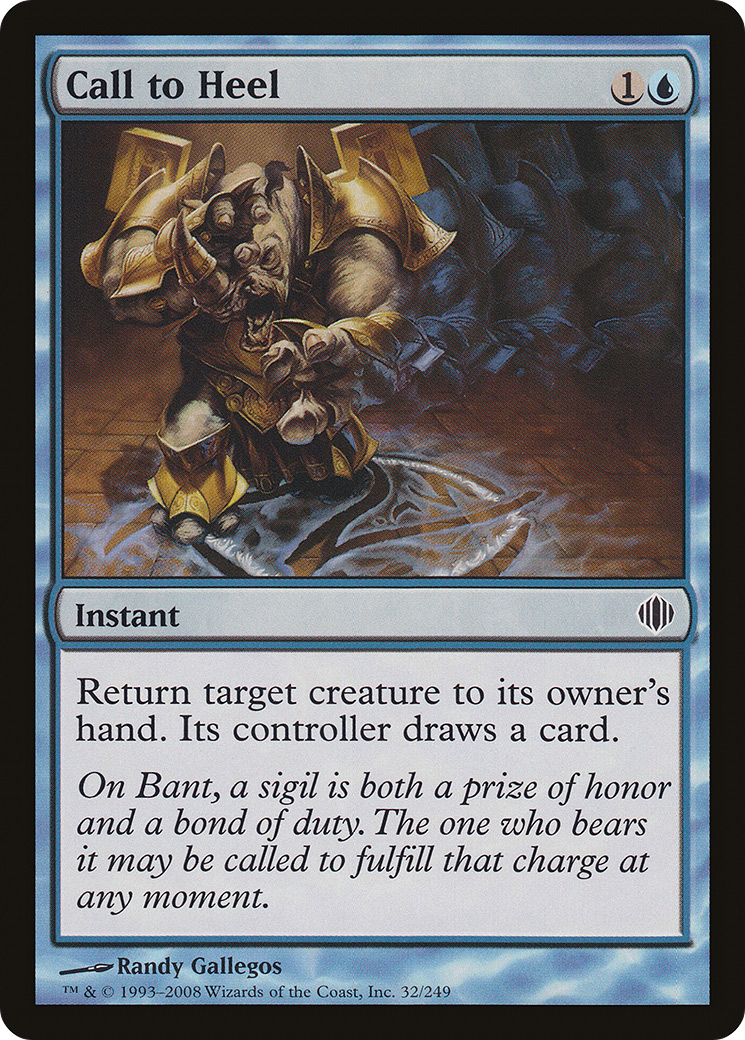 Call to Heel 1
Instant
Return target creature to its owner's
hand. Its controller draws a card.
On Bant, a sigil is both a prize of honor
and a bond of duty. The one who bears
it may be called to fulfill that charge at
any moment.
Randy Gallegos
™ & © 1993–2008 Wizards of the Coast, Inc. 32/249